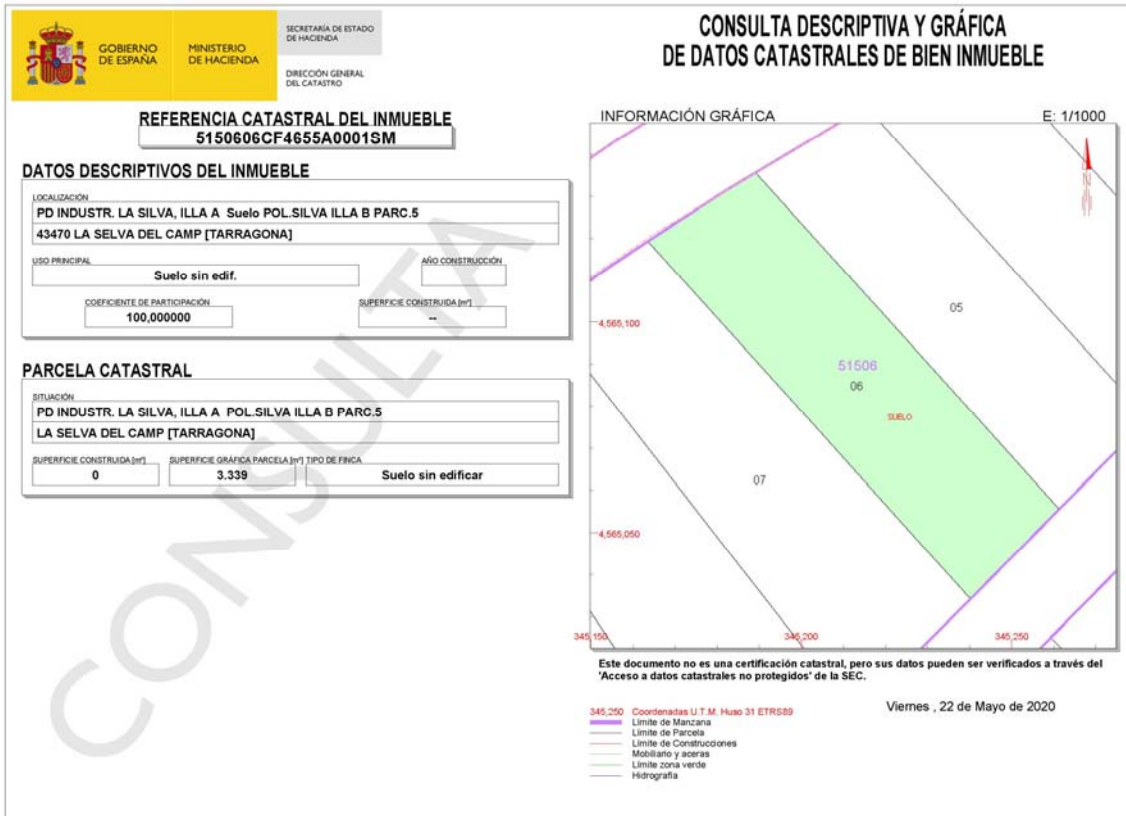 GOBIERNO
DE ESPAÑA
MINISTERIO
DE HACIENDA
SECRETARÍA DE ESTADO
DE HACIENDA
DIRECCIÓN GENERAL
DEL CATASTRO
CONSULTA DESCRIPTIVA Y GRÁFICA
DE DATOS CATASTRALES DE BIEN INMUEBLE
REFERENCIA CATASTRAL DEL INMUEBLE
5150606CF4655A0001SM
DATOS DESCRIPTIVOS DEL INMUEBLE
LOCALIZACIÓN
PD INDUSTR. LA SILVA, ILLA A Suelo POL.SILVA ILLA B PARC.5
43470 LA SELVA DEL CAMP [TARRAGONA]
USO PRINCIPAL
Suelo sin edif.
AÑO CONSTRUCCIÓN
COEFICIENTE DE PARTICIPACIÓN
100,000000
SUPERFICIE CONSTRUIDA [m²]
--
PARCELA CATASTRAL
SITUACIÓN
PD INDUSTR. LA SILVA, ILLA A POL.SILVA ILLA B PARC.5
LA SELVA DEL CAMP [TARRAGONA]
SUPERFICIE CONSTRUIDA [m²]
0
SUPERFICIE GRÁFICA PARCELA [m²]
3.339
TIPO DE FINCA
Suelo sin edificar
CONSULTA
INFORMACIÓN GRÁFICA
E: 1/1000
05
4,565,100
51506
06
SUELO
07
4,565,050
345,150
345,200
345,250
Este documento no es una certificación catastral, pero sus datos pueden ser verificados a través del
'Acceso a datos catastrales no protegidos' de la SEC.
345,250 Coordenadas U.T.M. Huso 31 ETRS89
Límite de Manzana
Límite de Parcela
Límite de Construcciones
Mobiliario y aceras
Límite zona verde
Hidrografía
Viernes , 22 de Mayo de 2020